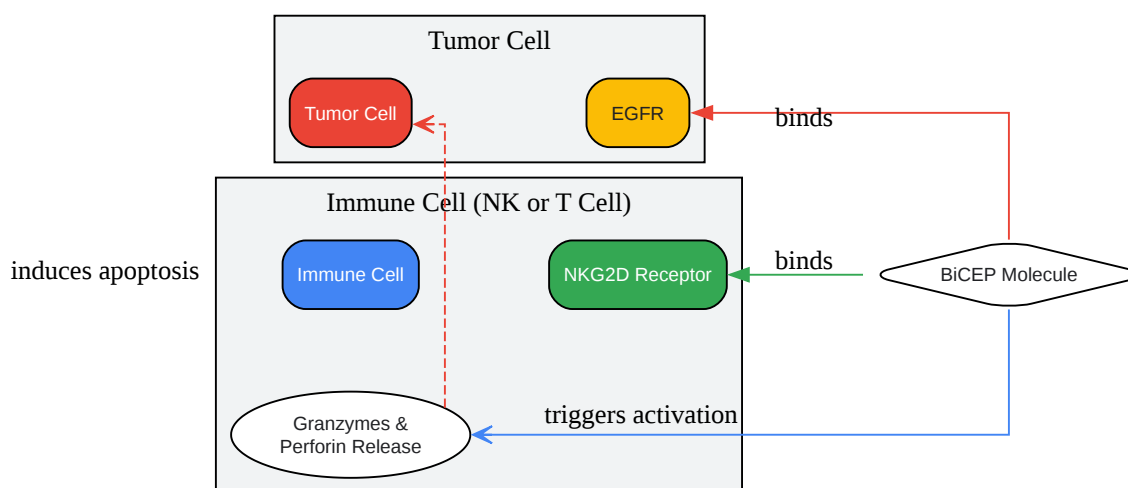 Tumor Cell
Tumor Cell
EGFR
binds
Immune Cell (NK or T Cell)
induces apoptosis
Immune Cell
NKG2D Receptor
binds
BiCEP Molecule
triggers activation
Granzymes &
Perforin Release